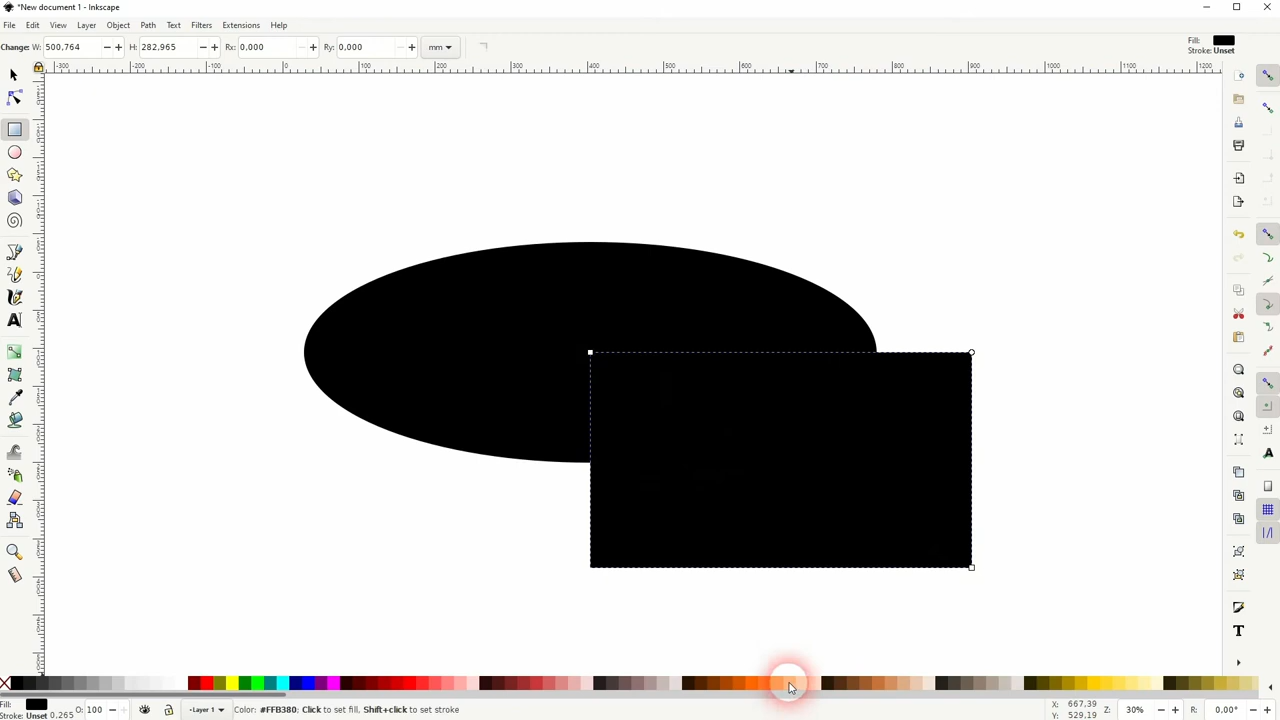 *New document 1 - Inkscape
File Edit View Layer Object Path Text Filters Extensions Help
Change: W: 500,764 H: 282,965 Rx: 0,000 Ry: 0,000 mm
Fill:
Stroke: Unset
-300 -200 -100 0 100 200 300 400 500 600 700 800 900 1000 1100 1200
Fill:
Stroke: Unset 0,265
O: 100
-Layer 1
Color: #FFB380; Click to set fill, Shift+click to set stroke
X: 667,39
Y: 529,19
Z: 30%
R: 0,00°